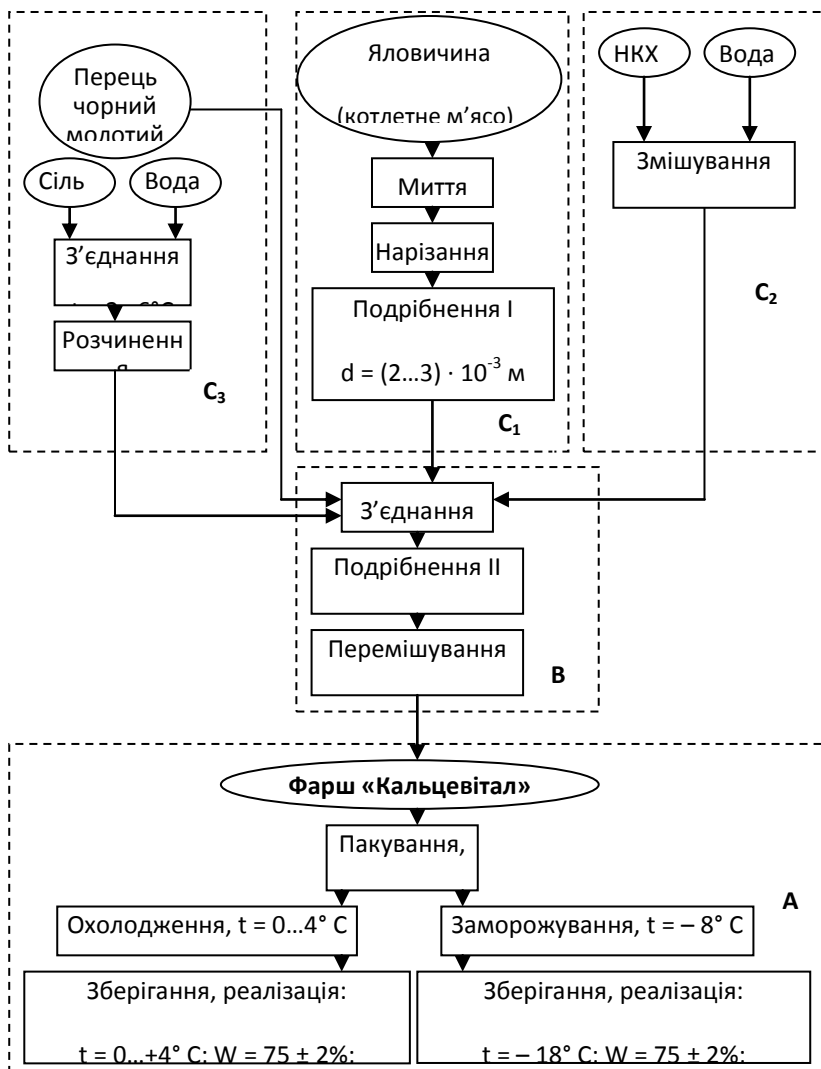 Перець
чорний
молотий
Сіль
Вода
З’єднання
Розчиненн
C₃
Яловичина
(котлетне м’ясо)
Миття
Нарізання
Подрібнення I
d = (2...3) · 10⁻³ м
C₁
НКХ
Вода
Змішування
C₂
З’єднання
Подрібнення II
Перемішування
B
Фарш «Кальцевітал»
Пакування,
A
Охолодження, t = 0...4° C
Заморожування, t = – 8° C
Зберігання, реалізація:
t = 0...+4° C; W = 75 ± 2%;
Зберігання, реалізація:
t = – 18° C; W = 75 ± 2%;